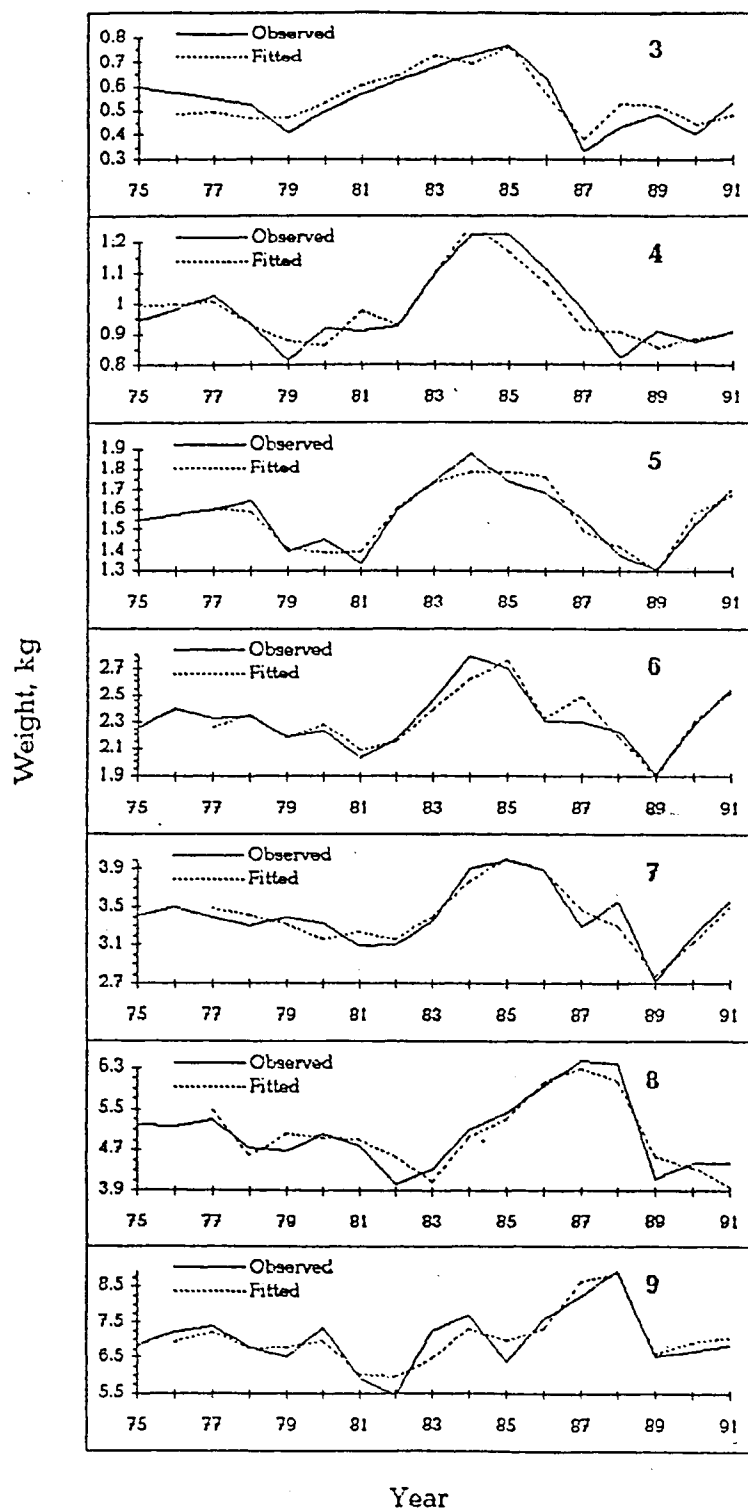 0.8 Observed 3
0.7 Fitted
0.6
0.5
0.4
0.3
75 77 79 81 83 85 87 89 91
1.2 Observed 4
1.1 Fitted
1
0.9
0.8
75 77 79 81 83 85 87 89 91
1.9 Observed 5
1.8 Fitted
1.6
1.5
1.4
1.3
75 77 79 81 83 85 87 89 91
Observed 6
2.7 Fitted
2.5
2.3
2.1
1.9
75 77 79 81 83 85 87 89 91
3.9 Observed 7
Fitted
3.5
3.1
2.7
75 77 79 81 83 85 87 89 91
6.3 Observed 8
Fitted
5.5
4.7
3.9
75 77 79 81 83 85 87 89 91
Observed 9
8.5 Fitted
7.5
6.5
5.5
75 77 79 81 83 85 87 89 91
Weight, kg
Year